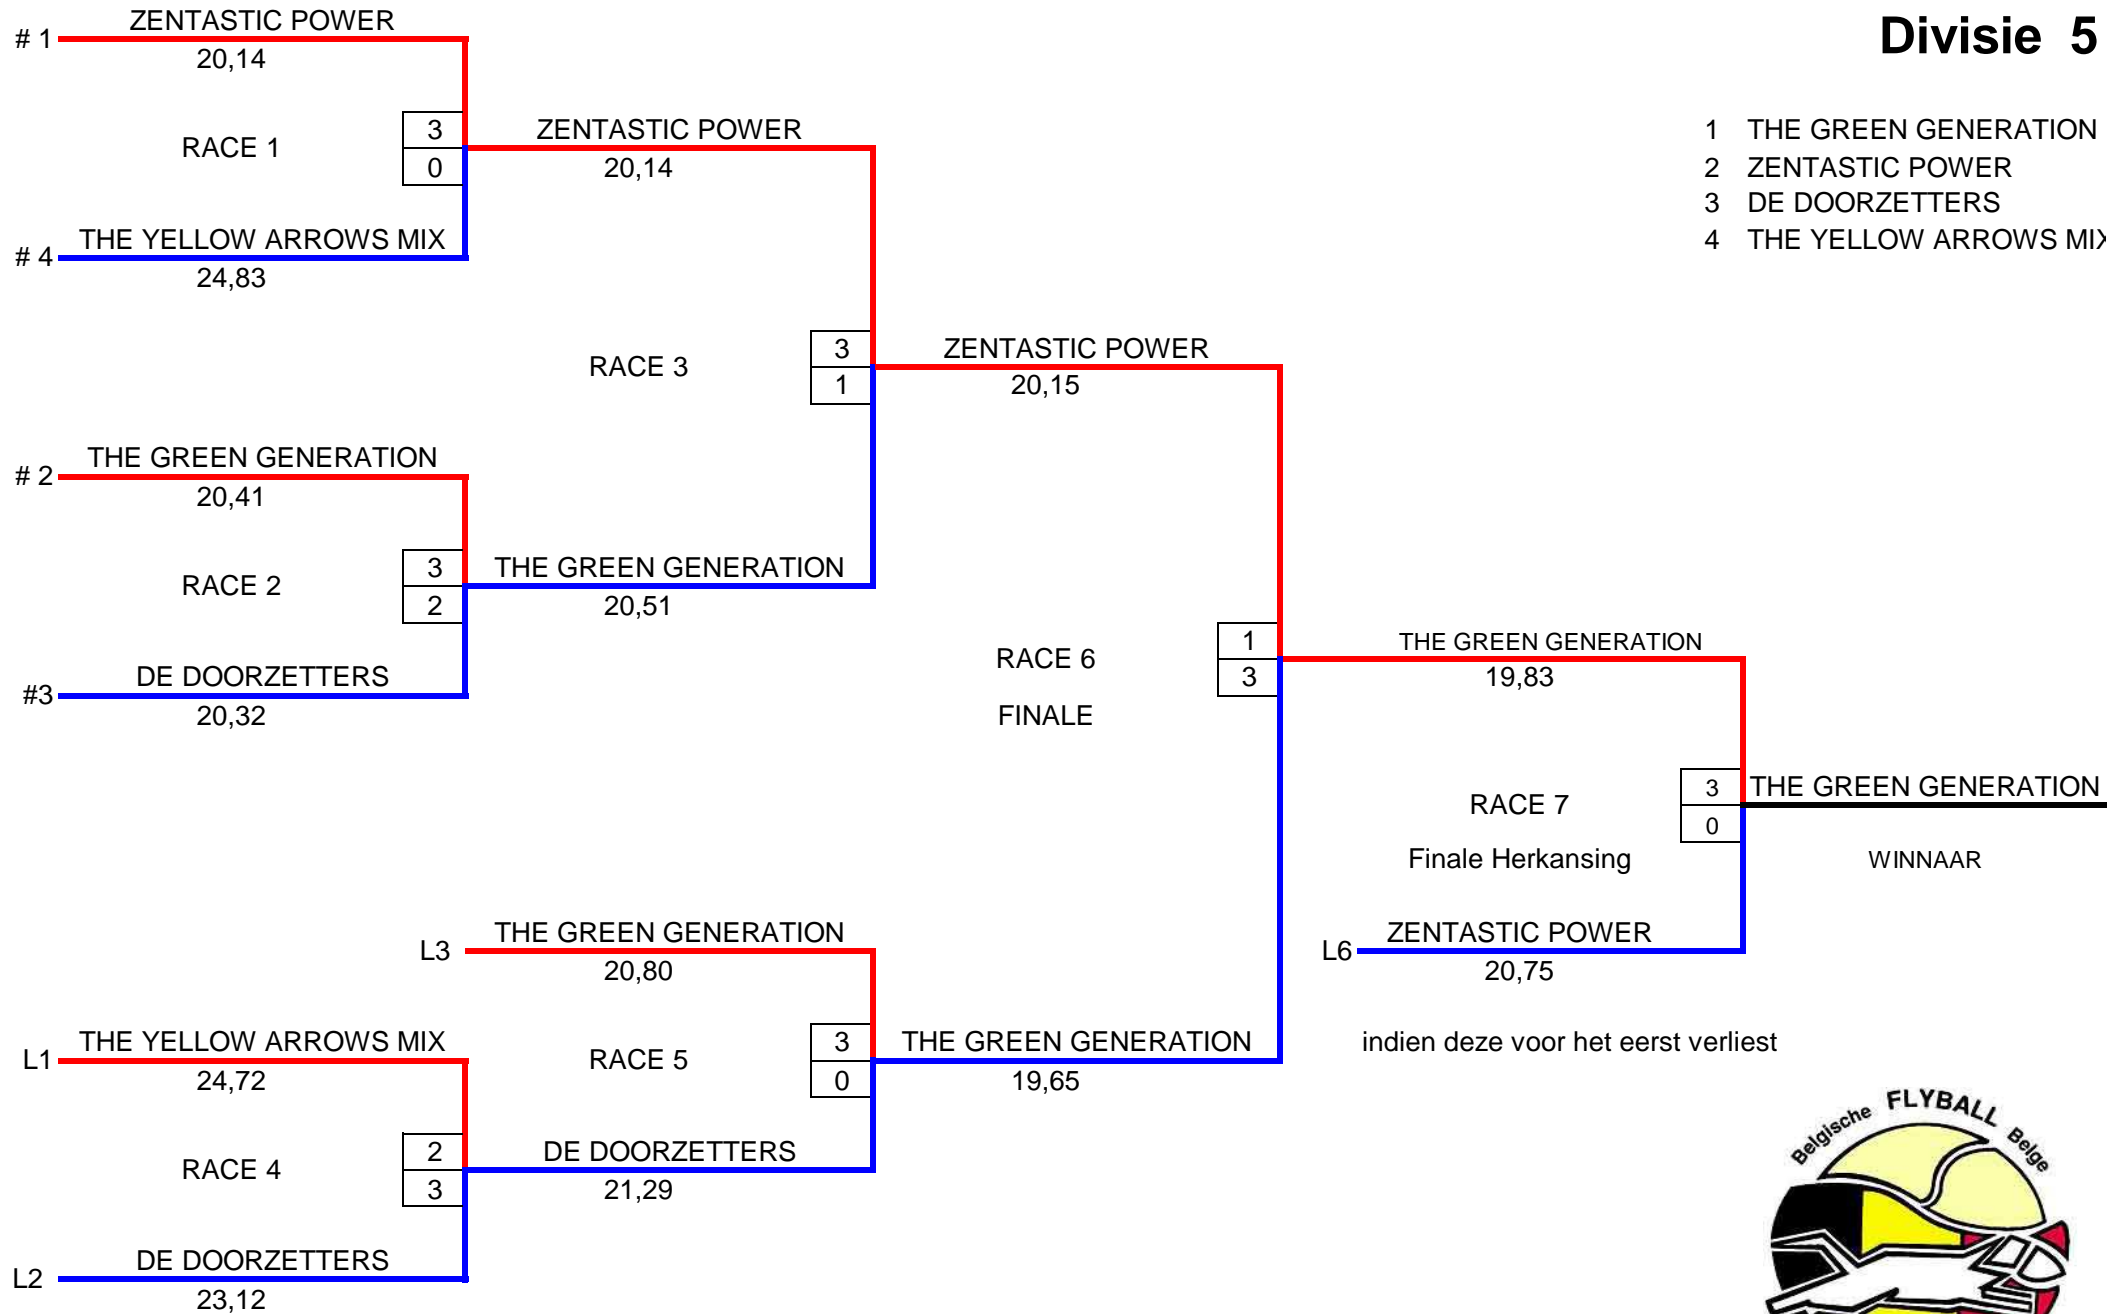 Divisie 5
1 THE GREEN GENERATION
2 ZENTASTIC POWER
3 DE DOORZETTERS
4 THE YELLOW ARROWS MIX
# 1 ZENTASTIC POWER
20,14
RACE 1
3
0
# 4 THE YELLOW ARROWS MIX
24,83
ZENTASTIC POWER
20,14
RACE 3
3
1
# 2 THE GREEN GENERATION
20,41
RACE 2
3
2
#3 DE DOORZETTERS
20,32
THE GREEN GENERATION
20,51
ZENTASTIC POWER
20,15
RACE 6
FINALE
1
3
THE GREEN GENERATION
19,83
RACE 7
Finale Herkansing
3
0
THE GREEN GENERATION
WINNAAR
L6 ZENTASTIC POWER
20,75
indien deze voor het eerst verliest
L3 THE GREEN GENERATION
20,80
RACE 5
3
0
THE GREEN GENERATION
19,65
L1 THE YELLOW ARROWS MIX
24,72
RACE 4
2
3
DE DOORZETTERS
21,29
L2 DE DOORZETTERS
23,12
Belgische FLYBALL Belge